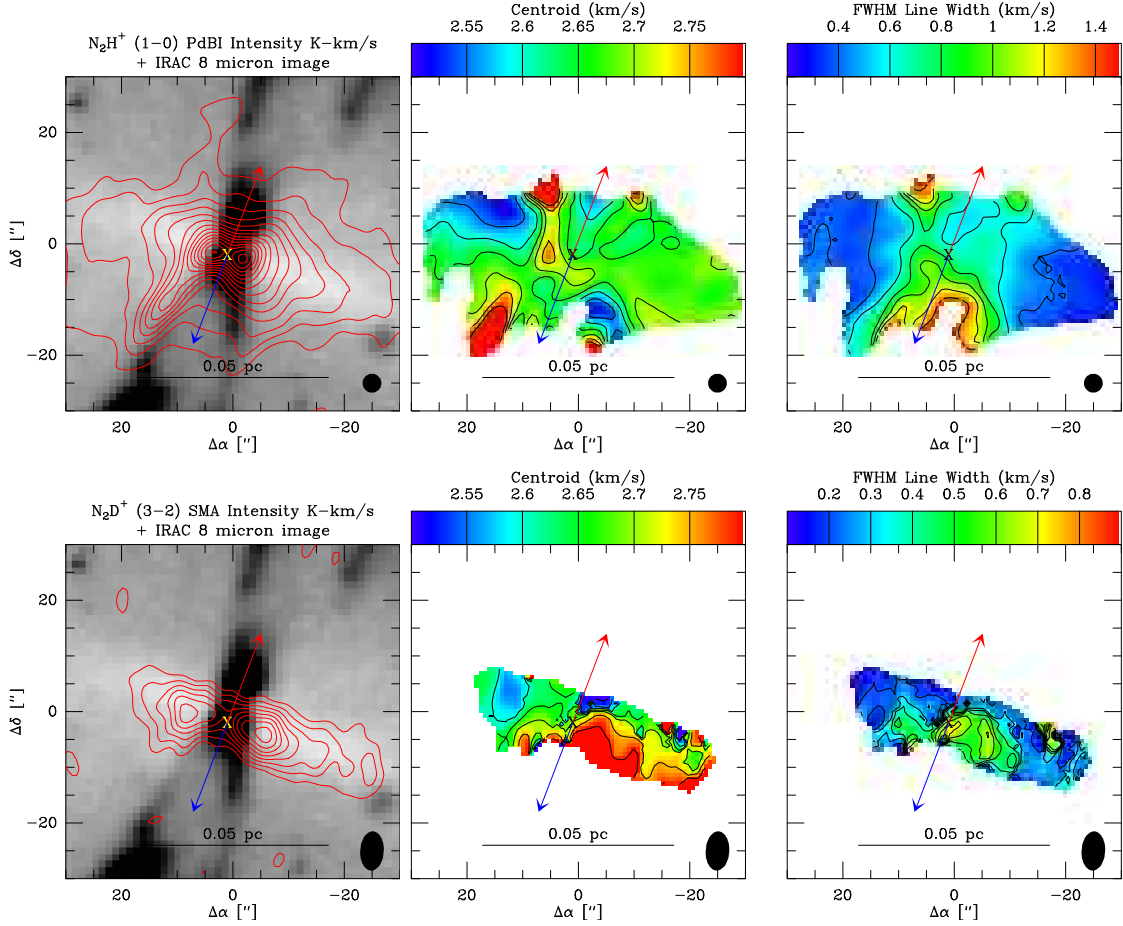 N2H+ (1−0) PdBI Intensity K−km/s
+ IRAC 8 micron image
Centroid (km/s)
2.55 2.6 2.65 2.7 2.75
FWHM Line Width (km/s)
0.4 0.6 0.8 1 1.2 1.4
20
0
−20
Δδ ["]
X
X
X
0.05 pc
0.05 pc
0.05 pc
20 0 −20
20 0 −20
20 0 −20
Δα ["]
Δα ["]
Δα ["]
N2D+ (3−2) SMA Intensity K−km/s
+ IRAC 8 micron image
Centroid (km/s)
2.55 2.6 2.65 2.7 2.75
FWHM Line Width (km/s)
0.2 0.3 0.4 0.5 0.6 0.7 0.8
20
0
−20
Δδ ["]
X
0.05 pc
0.05 pc
0.05 pc
20 0 −20
20 0 −20
20 0 −20
Δα ["]
Δα ["]
Δα ["]